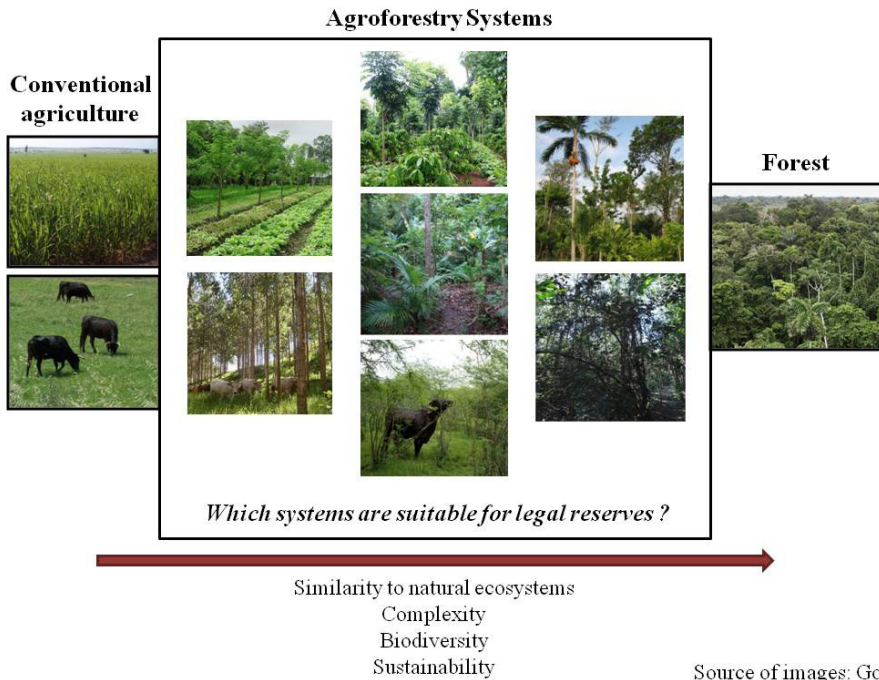 Agroforestry Systems
Conventional
agriculture
Forest
Which systems are suitable for legal reserves ?
Similarity to natural ecosystems
Complexity
Biodiversity
Sustainability
Source of images: Go